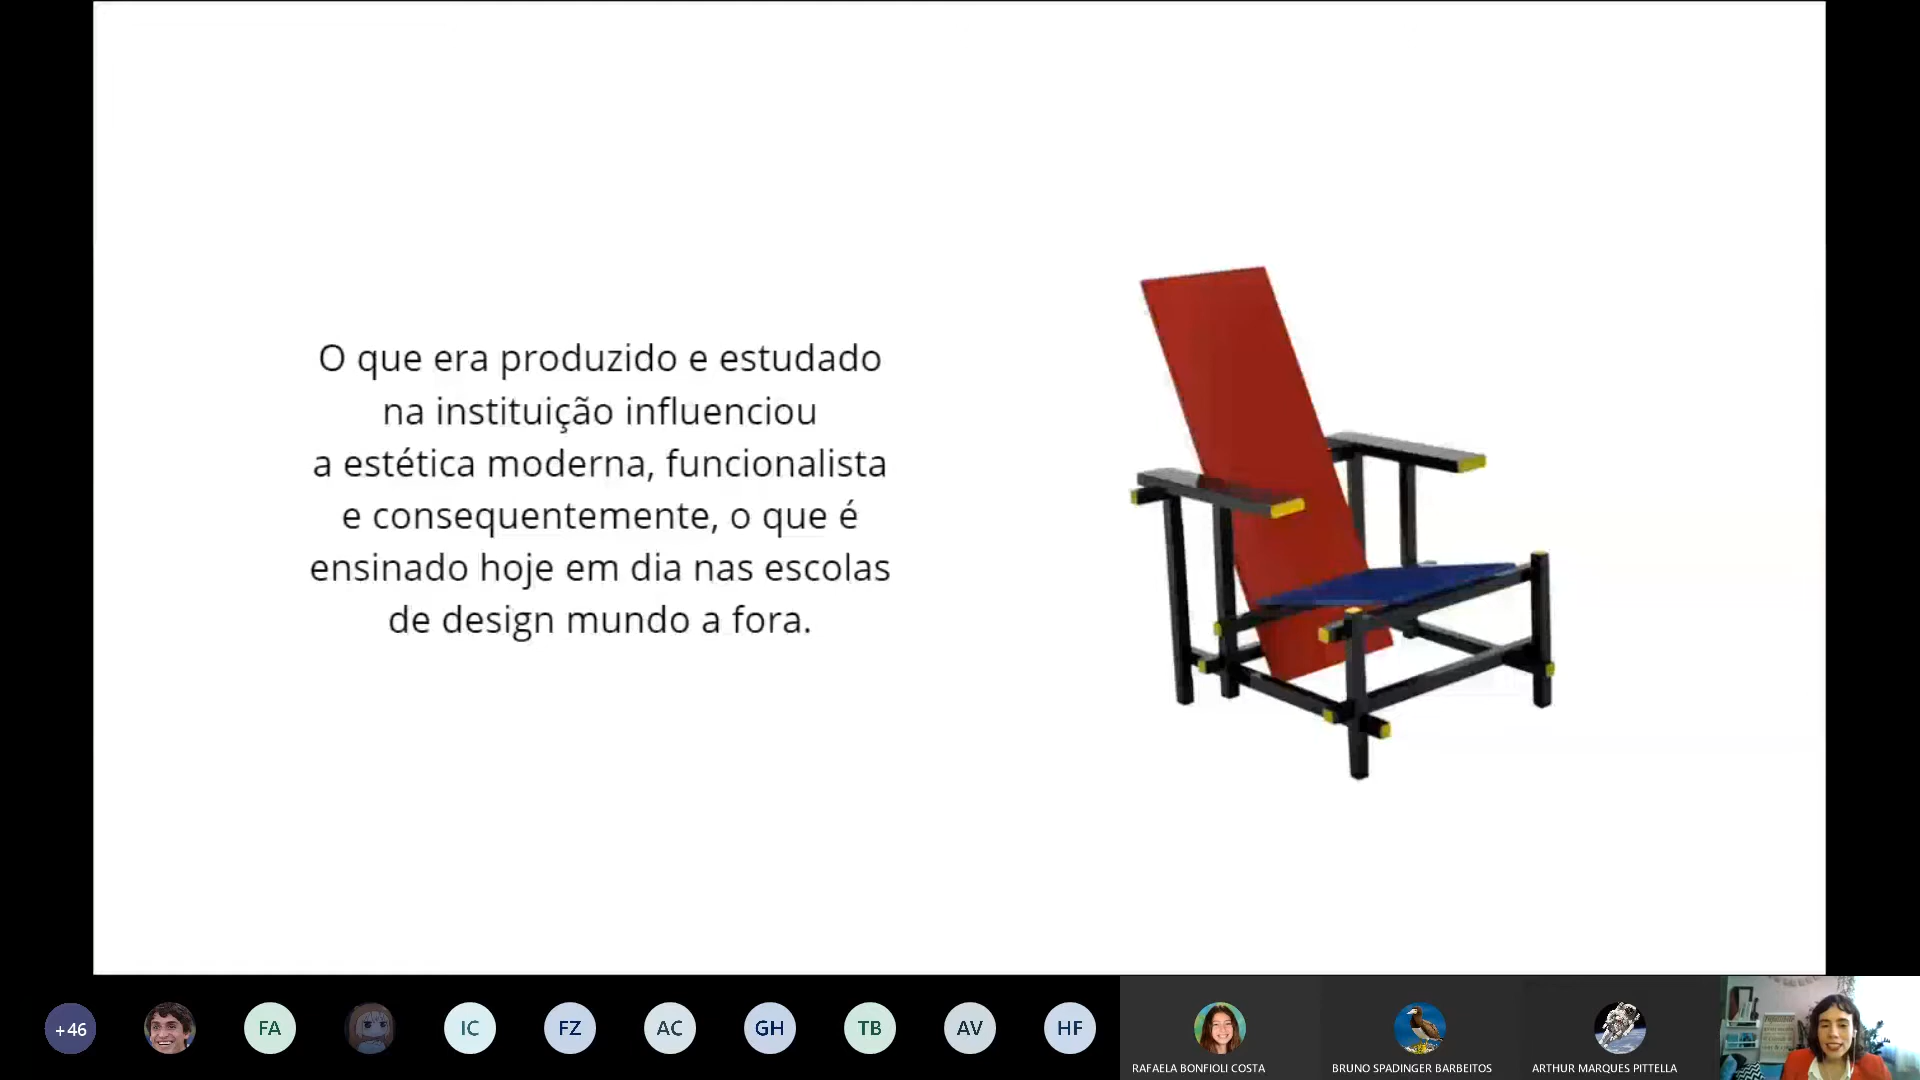 O que era produzido e estudado
na instituição influenciou
a estética moderna, funcionalista
e consequentemente, o que é
ensinado hoje em dia nas escolas
de design mundo a fora.
+46
FA
IC
FZ
AC
GH
TB
AV
HF
RAFAELA BONFIOLI COSTA
BRUNO SPADINGER BARBEITOS
ARTHUR MARQUES PITTELLA